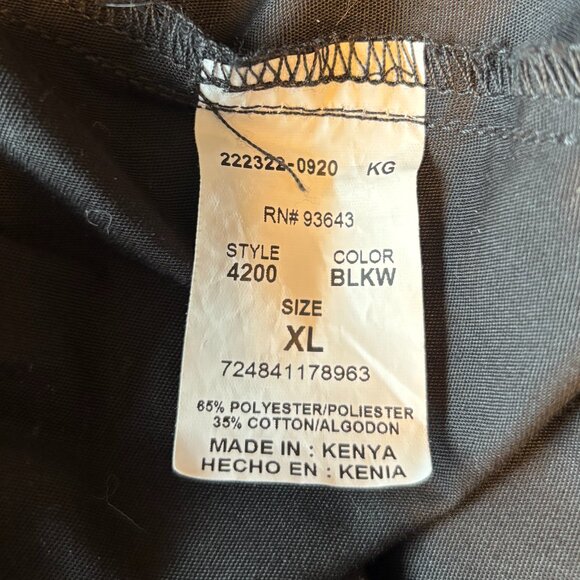 222322-0920 KG
RN# 93643
STYLE COLOR
4200 BLKW
SIZE
XL
724841178963
65% POLYESTER/POLIESTER
35% COTTON/ALGODON
MADE IN : KENYA
HECHO EN : KENIA